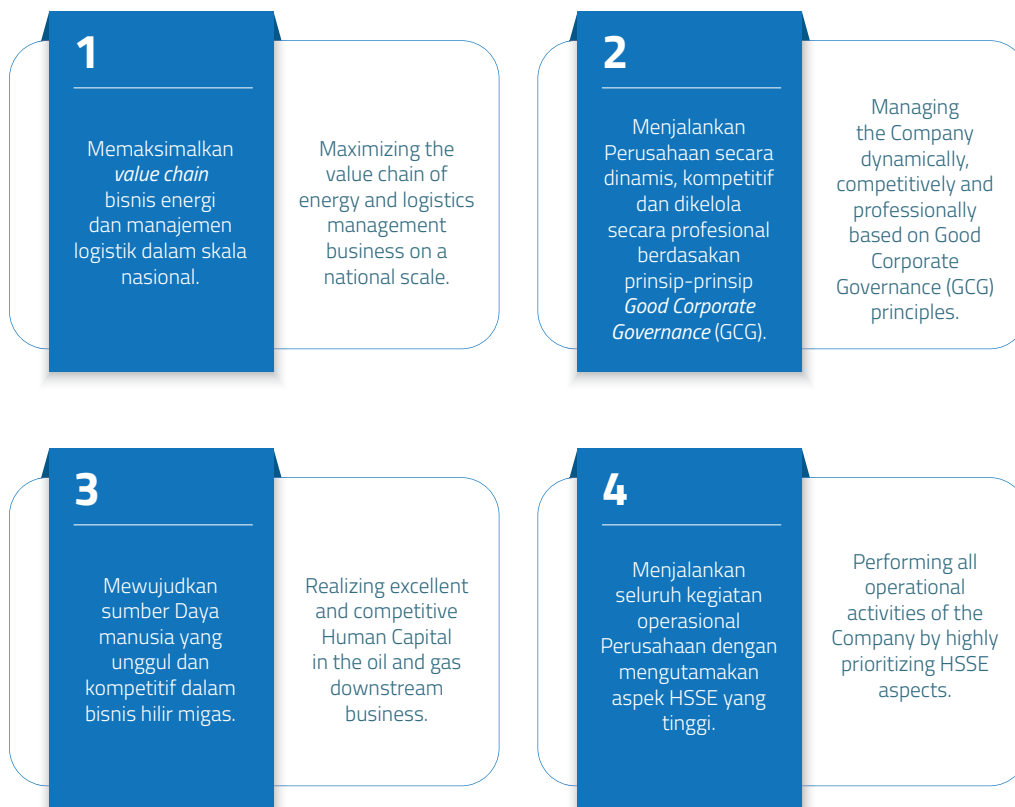 1
Memaksimalkan
value chain
bisnis energi
dan manajemen
logistik dalam skala
nasional.
Maximizing the
value chain of
energy and logistics
management
business on a
national scale.
2
Menjalankan
Perusahaan secara
dinamis, kompetitif
dan dikelola
secara profesional
berdasakan
prinsip-prinsip
Good Corporate
Governance (GCG).
Managing
the Company
dynamically,
competitively and
professionally
based on Good
Corporate
Governance (GCG)
principles.
3
Mewujudkan
sumber Daya
manusia yang
unggul dan
kompetitif dalam
bisnis hilir migas.
Realizing excellent
and competitive
Human Capital
in the oil and gas
downstream
business.
4
Menjalankan
seluruh kegiatan
operasional
Perusahaan dengan
mengutamakan
aspek HSSE yang
tinggi.
Performing all
operational
activities of the
Company by highly
prioritizing HSSE
aspects.